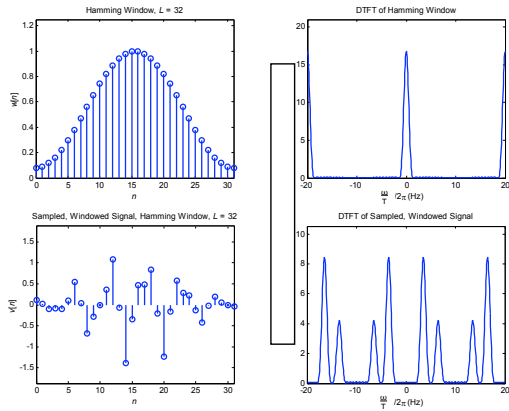 Hamming Window, L = 32
w[n]
1.2
1
0.8
0.6
0.4
0.2
0
0 5 10 15 20 25 30
n
DTFT of Hamming Window
15
10
5
0
-20 -10 0 10 20
ω/T /2π (Hz)
Sampled, Windowed Signal, Hamming Window, L = 32
v[n]
1.5
1
0.5
0
-0.5
-1
-1.5
0 5 10 15 20 25 30
n
DTFT of Sampled, Windowed Signal
10
8
6
4
2
0
-20 -10 0 10 20
ω/T /2π (Hz)